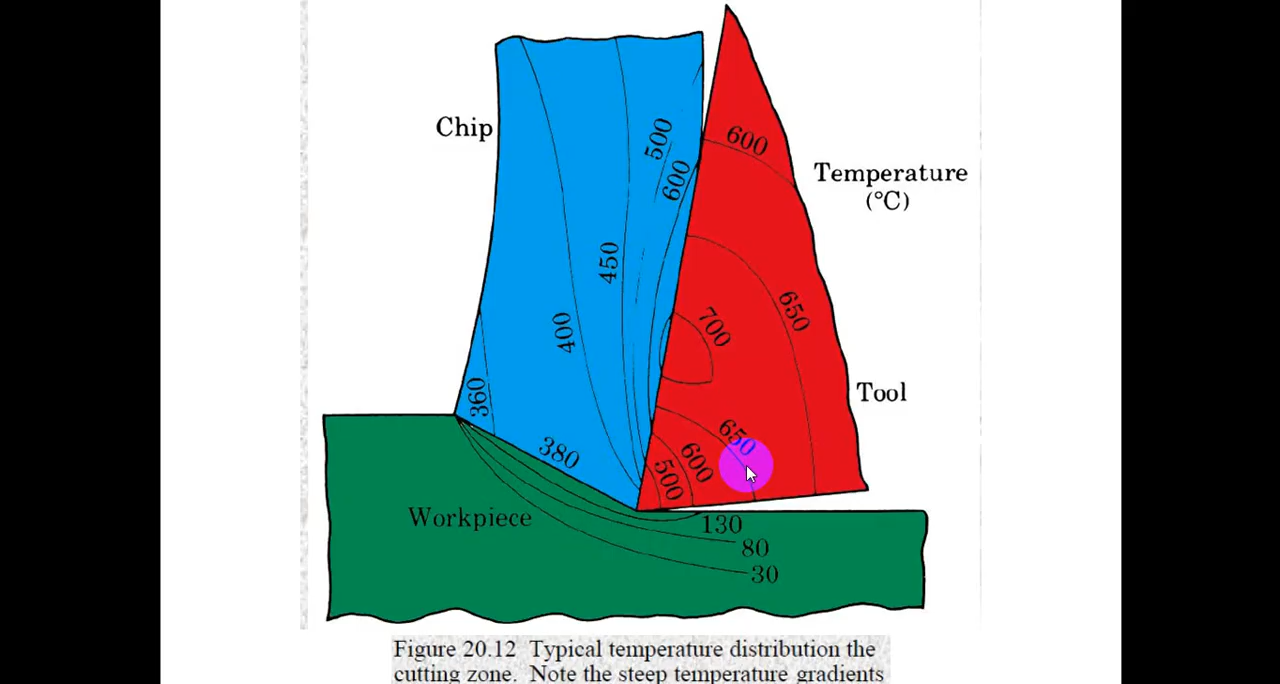 Chip
500
600
600
Temperature
(°C)
450
400
700
650
360
Tool
380
650
600
500
Workpiece
130
80
30
Figure 20.12 Typical temperature distribution the
cutting zone. Note the steep temperature gradients